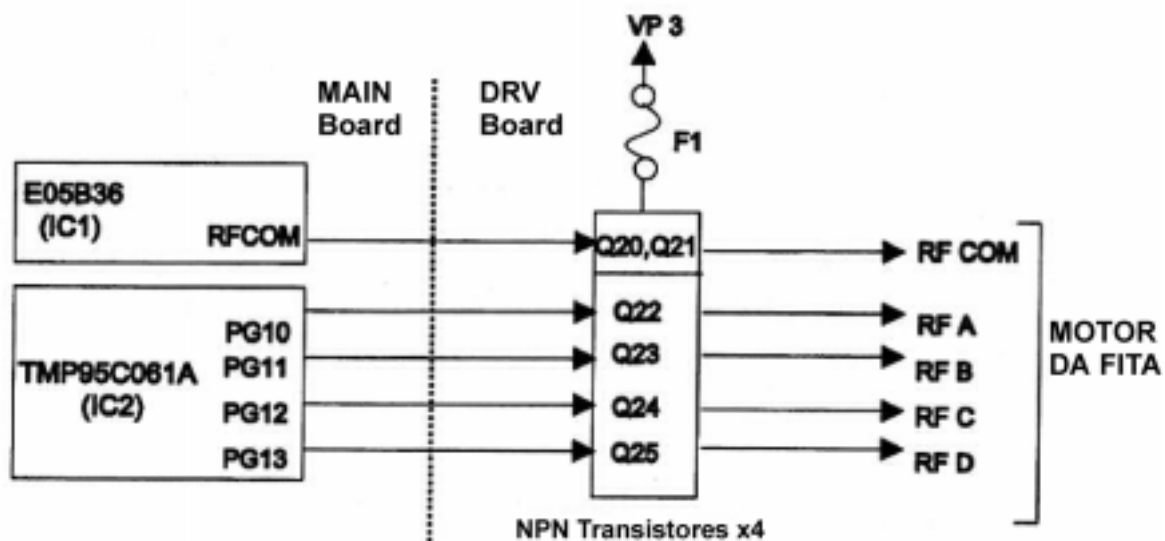 VP 3
MAIN
Board
DRV
Board
F1
E05B36
(IC1)
RFCOM
Q20,Q21
RF COM
TMP95C061A
(IC2)
PG10
PG11
PG12
PG13
Q22
Q23
Q24
Q25
RF A
RF B
RF C
RF D
MOTOR
DA FITA
NPN Transistores x4